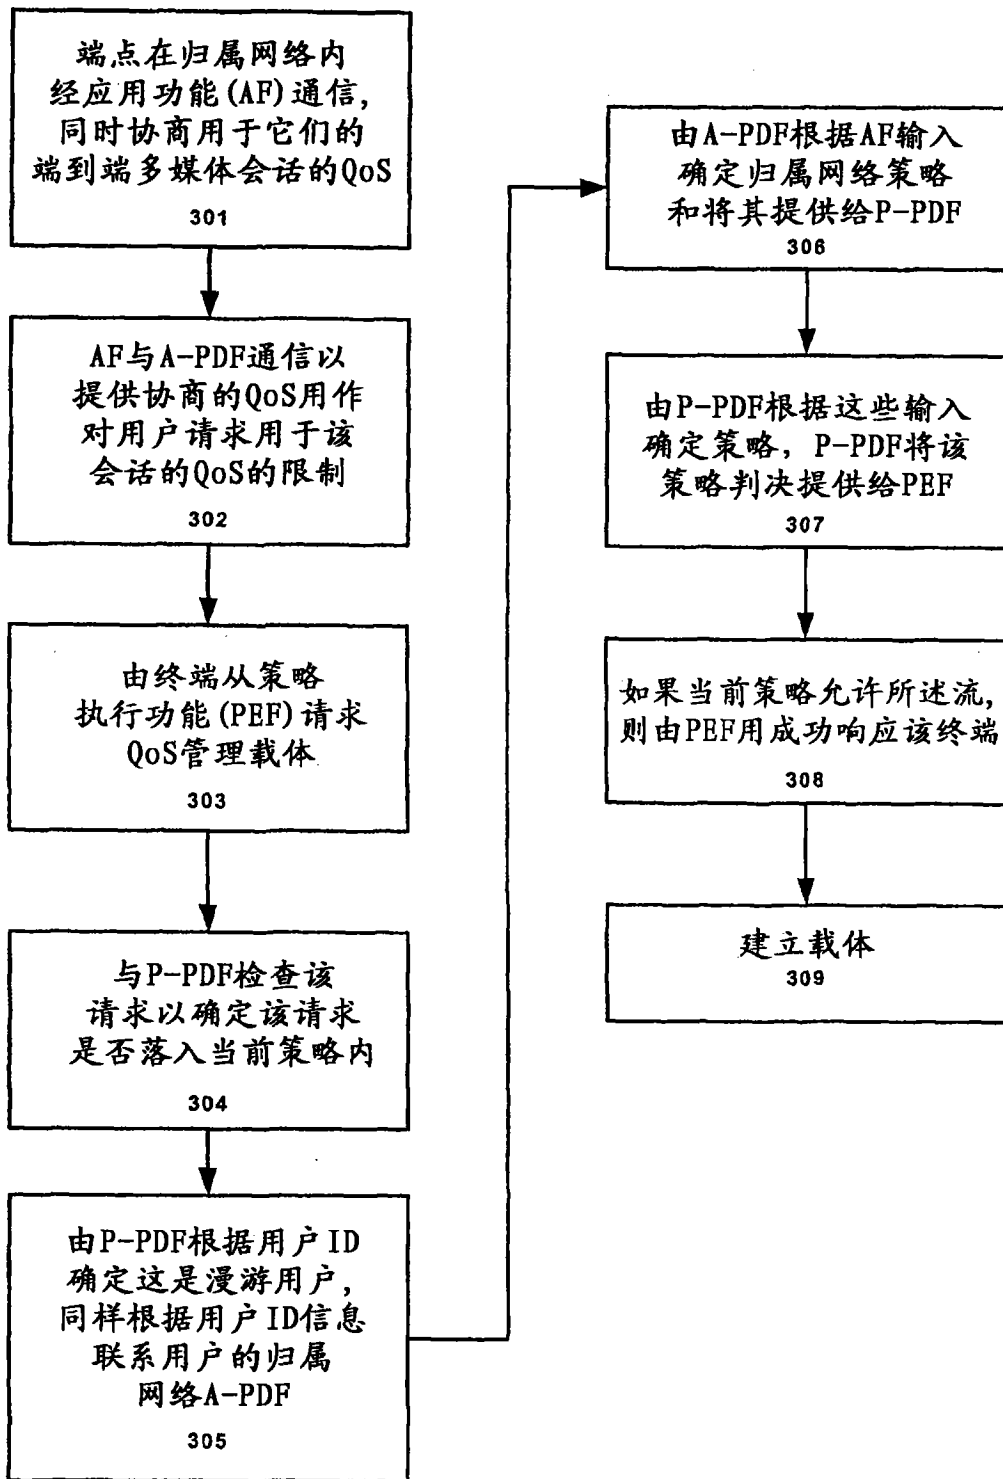 端点在归属网络内
经应用功能(AF)通信,
同时协商用于它们的
端到端多媒体会话的QoS
301
AF与A-PDF通信以
提供协商的QoS用作
对用户请求用于该
会话的QoS的限制
302
由终端从策略
执行功能(PEF)请求
QoS管理载体
303
与P-PDF检查该
请求以确定该请求
是否落入当前策略内
304
由P-PDF根据用户ID
确定这是漫游用户,
同样根据用户ID信息
联系用户的归属
网络A-PDF
305
由A-PDF根据AF输入
确定归属网络策略
和将其提供给P-PDF
306
由P-PDF根据这些输入
确定策略, P-PDF将该
策略判决提供给PEF
307
如果当前策略允许所述流,
则由PEF用成功响应该终端
308
建立载体
309